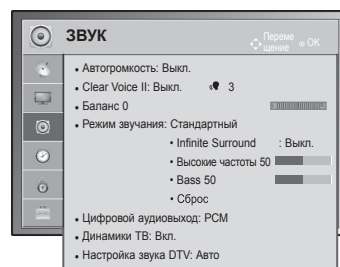 ЗВУК
Переме
щение
ОК
• Автогромкость: Выкл.
• Clear Voice II: Выкл. 3
• Баланс 0
• Режим звучания: Стандартный
• Infinite Surround : Выкл.
• Высокие частоты 50
• Bass 50
• Сброс
• Цифровой аудиовыход: PCM
• Динамики ТВ: Вкл.
• Настройка звука DTV: Авто